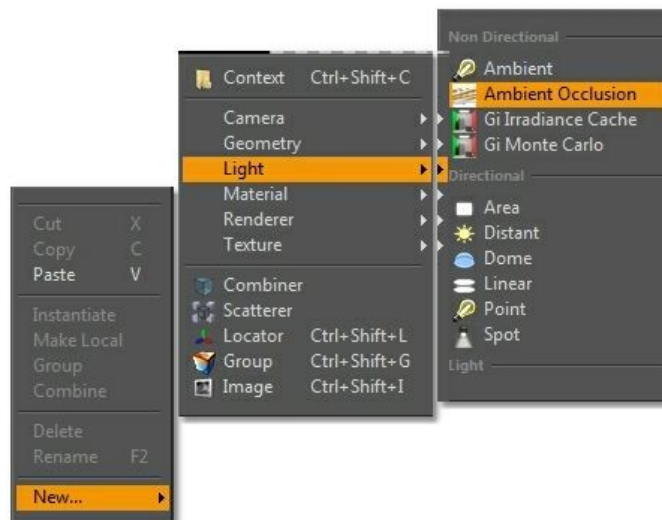 Cut X
Copy C
Paste V
Instantiate
Make Local
Group
Combine
Delete
Rename F2
New...
Context Ctrl+Shift+C
Camera
Geometry
Light
Material
Renderer
Texture
Combiner
Scatterer
Locator Ctrl+Shift+L
Group Ctrl+Shift+G
Image Ctrl+Shift+I
Non Directional
Ambient
Ambient Occlusion
Gi Irradiance Cache
Gi Monte Carlo
Directional
Area
Distant
Dome
Linear
Point
Spot
Light